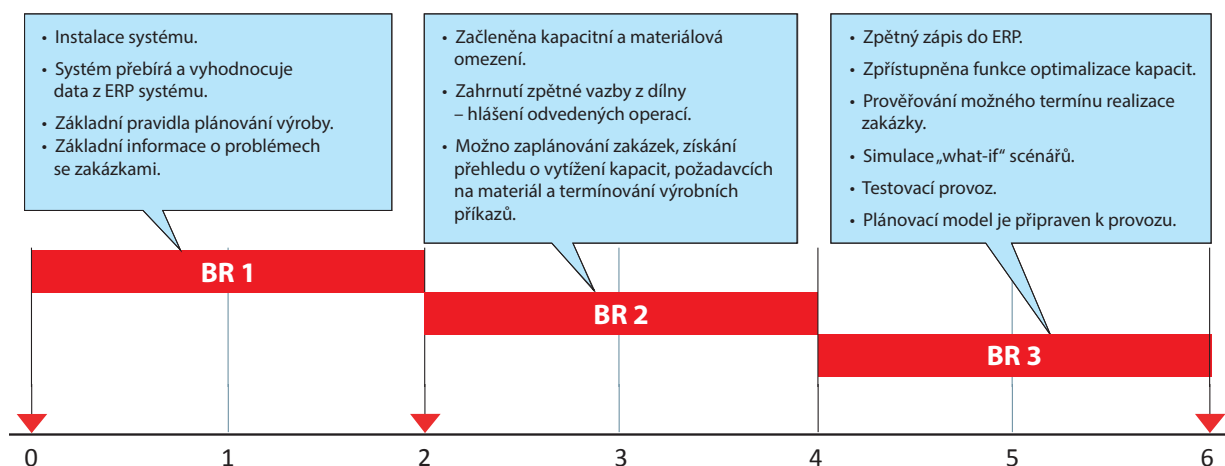 • Instalace systému.
• Systém přebírá a vyhodnocuje
data z ERP systému.
• Základní pravidla plánování výroby.
• Základní informace o problémech
se zakázkami.
• Začleněna kapacitní a materiálová
omezení.
• Zahrnutí zpětné vazby z dílny
– hlášení odvedených operací.
• Možno zaplánování zakázek, získání
přehledu o vytížení kapacit, požadavcích
na materiál a termínování výrobních
příkazů.
• Zpětný zápis do ERP.
• Zpřístupněna funkce optimalizace kapacit.
• Prověřování možného termínu realizace
zakázky.
• Simulace „what-if“ scénářů.
• Testovací provoz.
• Plánovací model je připraven k provozu.
BR 1
BR 2
BR 3
0 1 2 3 4 5 6